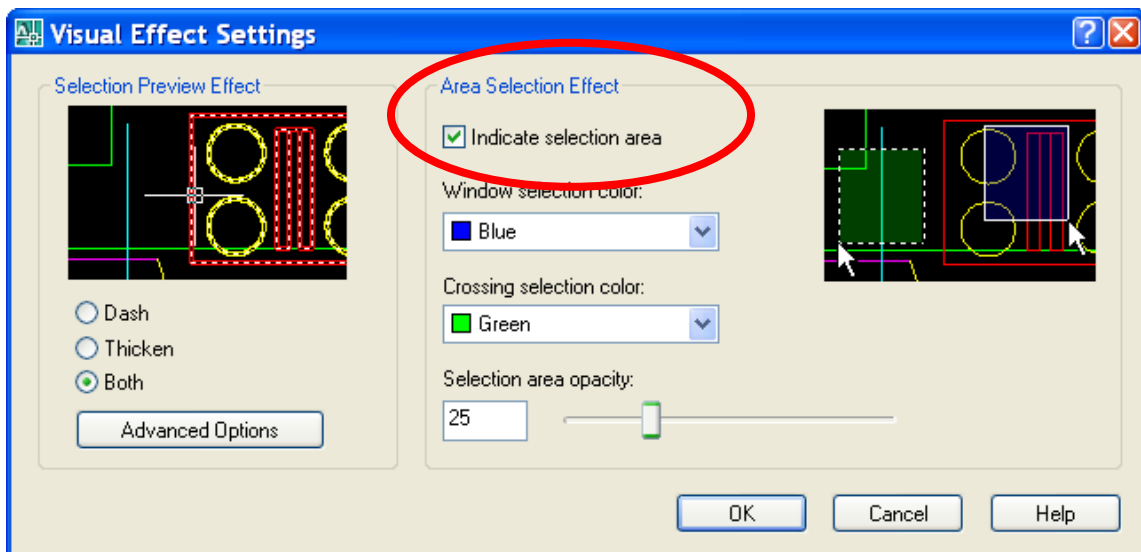 Visual Effect Settings
Selection Preview Effect
Dash
Thicken
Both
Advanced Options
Area Selection Effect
Indicate selection area
Window selection color:
Blue
Crossing selection color:
Green
Selection area opacity:
25
OK
Cancel
Help